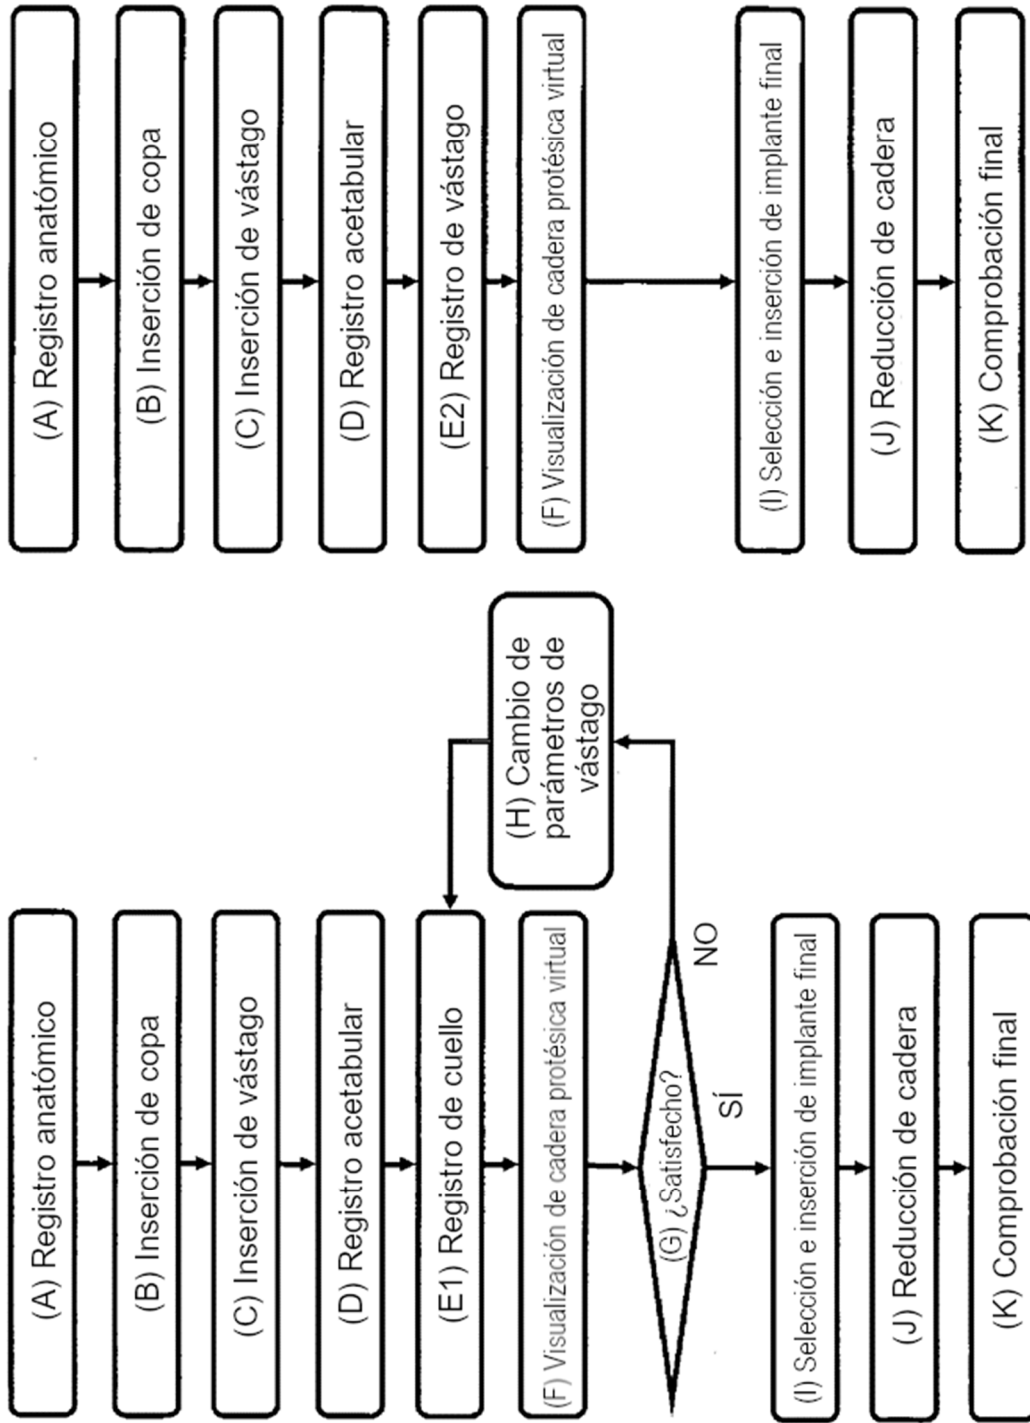 (A) Registro anatómico
(B) Inserción de copa
(C) Inserción de vástago
(D) Registro acetabular
(E1) Registro de cuello
(F) Visualización de cadera protésica virtual
(G) ¿Satisfecho?
NO
SÍ
(H) Cambio de
parámetros de
vástago
(I) Selección e inserción de implante final
(J) Reducción de cadera
(K) Comprobación final
(A) Registro anatómico
(B) Inserción de copa
(C) Inserción de vástago
(D) Registro acetabular
(E2) Registro de vástago
(F) Visualización de cadera protésica virtual
(I) Selección e inserción de implante final
(J) Reducción de cadera
(K) Comprobación final